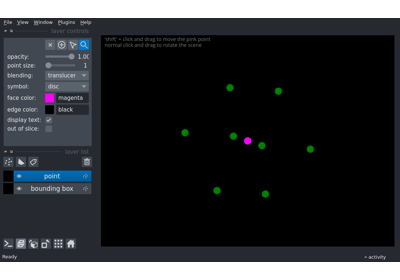 File View Window Plugins Help
layer controls
opacity: 1.00
point size: 1
blending: translucer
symbol: disc
face color: magenta
edge color: black
display text:
out of slice:
layer list
point
bounding box
'shift' + click and drag to move the pink point
normal click and drag to rotate the scene
Ready
activity